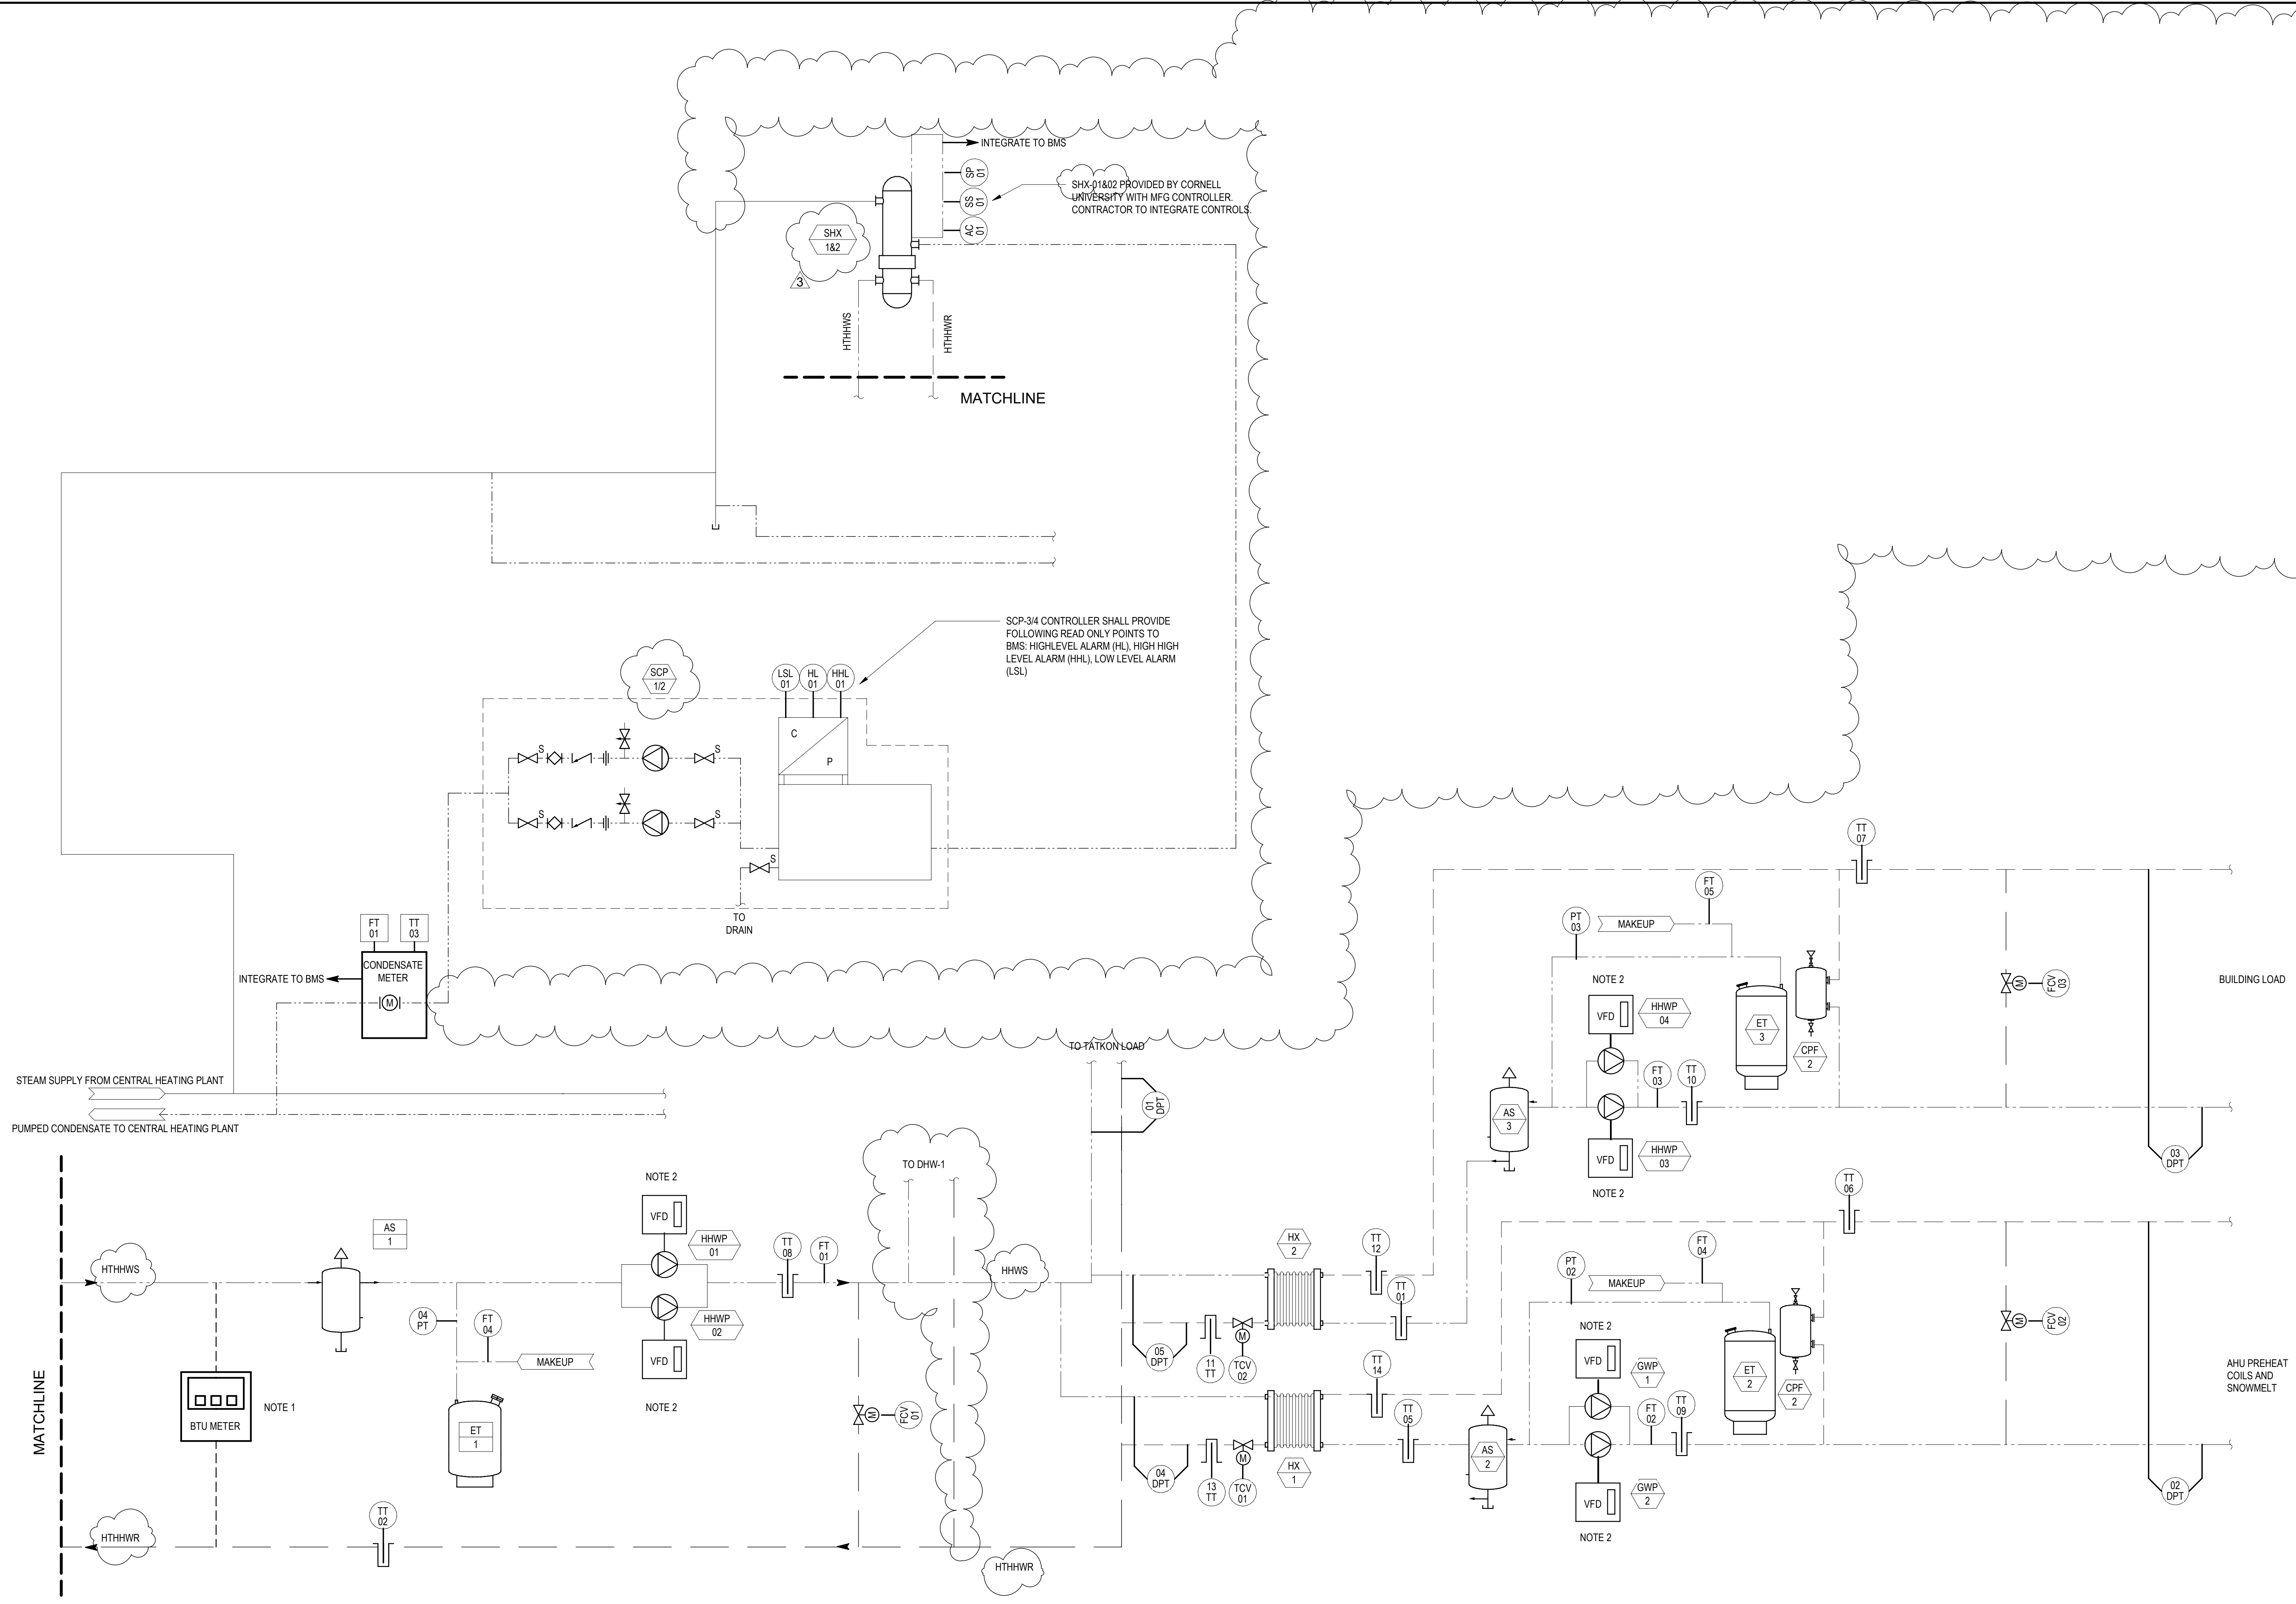 INTEGRATE TO BMS
SP
01
SS
01
AC
01
SHX-01&02 PROVIDED BY CORNELL
UNIVERSITY WITH MFG CONTROLLER.
CONTRACTOR TO INTEGRATE CONTROLS.
SHX
1&2
3
HTHHWS
HTHHWR
MATCHLINE
SCP-3/4 CONTROLLER SHALL PROVIDE
FOLLOWING READ ONLY POINTS TO
BMS: HIGHLEVEL ALARM (HL), HIGH HIGH
LEVEL ALARM (HHL), LOW LEVEL ALARM
(LSL)
SCP
1/2
LSL
01
HL
01
HHL
01
C
P
S
S
S
S
S
TO
DRAIN
FT
01
TT
03
CONDENSATE
METER
M
INTEGRATE TO BMS
STEAM SUPPLY FROM CENTRAL HEATING PLANT
PUMPED CONDENSATE TO CENTRAL HEATING PLANT
TT
07
FT
05
PT
03
MAKEUP
NOTE 2
VFD
HHWP
04
ET
3
CPF
2
M
FCV
03
BUILDING LOAD
TO TATKON LOAD
01
DPT
AS
3
FT
03
TT
10
VFD
HHWP
03
NOTE 2
03
DPT
MATCHLINE
HTHHWS
AS
1
NOTE 2
VFD
HHWP
01
HHWP
02
VFD
NOTE 2
TT
08
FT
01
TO DHW-1
HHWS
04
PT
FT
04
MAKEUP
BTU METER
NOTE 1
ET
1
M
FCV
01
HTHHWR
TT
02
HTHHWR
HX
2
TT
12
TT
01
05
DPT
11
TT
M
TCV
02
TT
14
TT
05
04
DPT
13
TT
M
TCV
01
HX
1
TT
06
PT
02
FT
04
MAKEUP
NOTE 2
VFD
GWP
1
ET
2
CPF
2
M
FCV
02
AHU PREHEAT
COILS AND
SNOWMELT
AS
2
FT
02
TT
09
VFD
GWP
2
NOTE 2
02
DPT